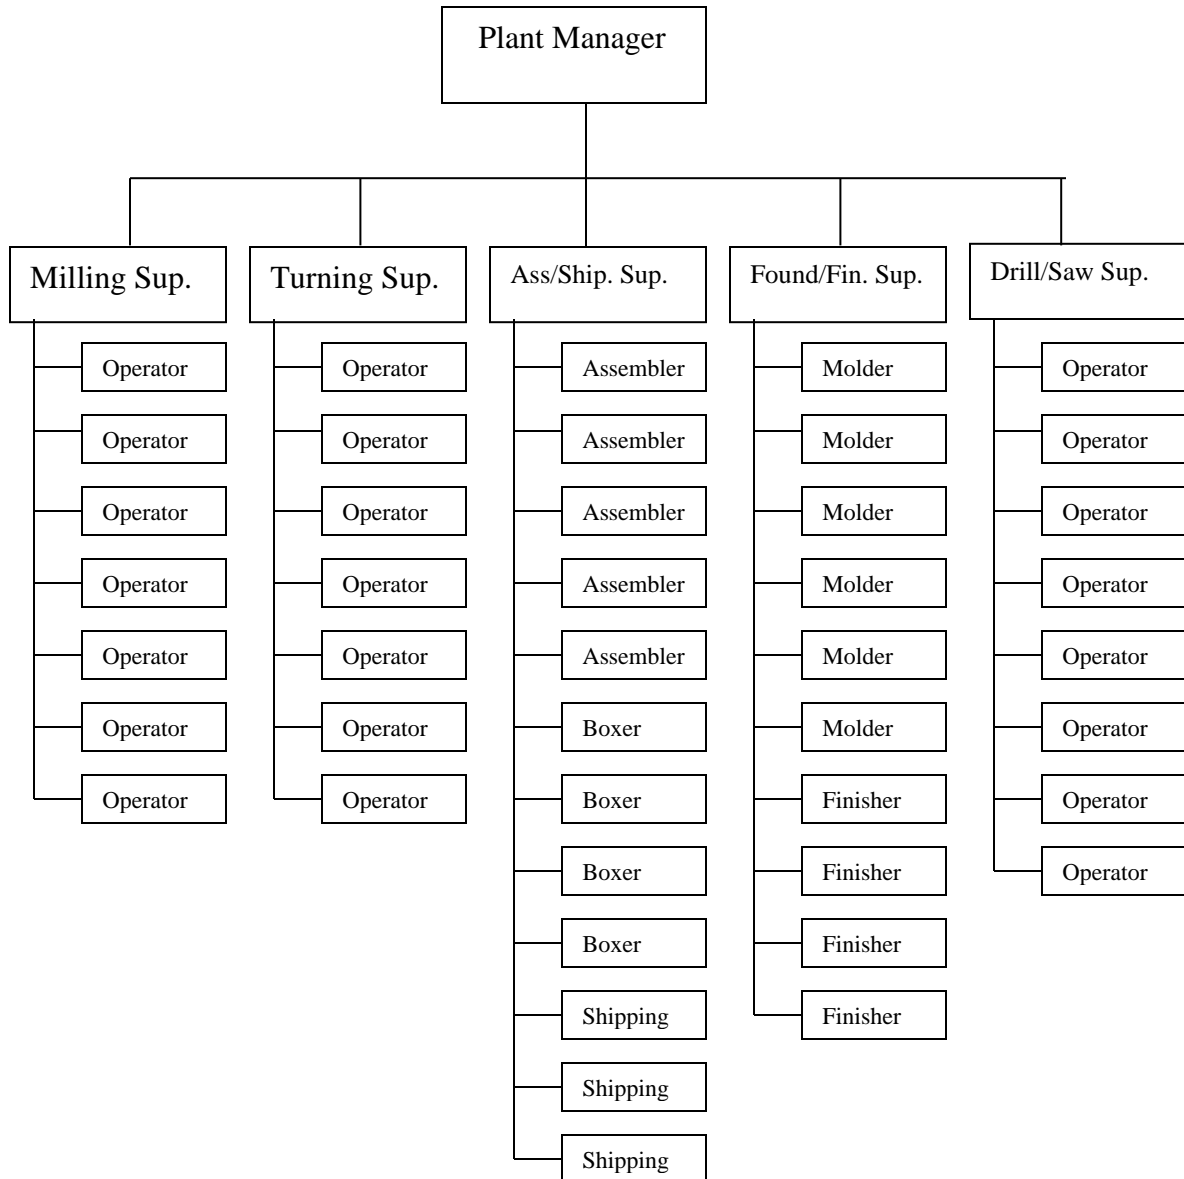 Plant Manager
Milling Sup.
Turning Sup.
Ass/Ship. Sup.
Found/Fin. Sup.
Drill/Saw Sup.
Operator
Operator
Operator
Operator
Operator
Operator
Operator
Operator
Operator
Operator
Operator
Operator
Operator
Operator
Assembler
Assembler
Assembler
Assembler
Assembler
Boxer
Boxer
Boxer
Boxer
Shipping
Shipping
Shipping
Molder
Molder
Molder
Molder
Molder
Molder
Finisher
Finisher
Finisher
Finisher
Operator
Operator
Operator
Operator
Operator
Operator
Operator
Operator